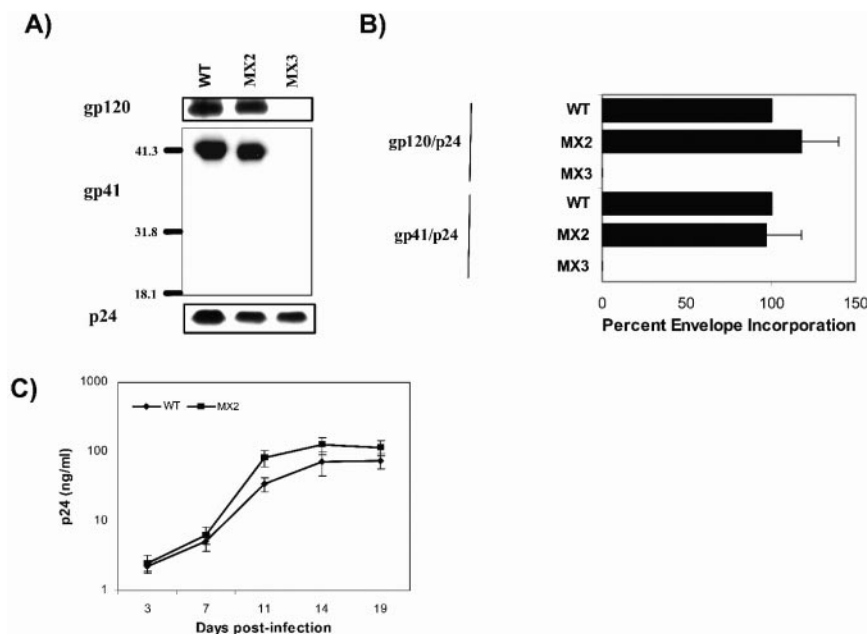 A)
WT
MX2
MX3
gp120
41.3
gp41
31.8
18.1
p24
B)
WT
gp120/p24
MX2
MX3
WT
gp41/p24
MX2
MX3
0
50
100
150
Percent Envelope Incorporation
C)
1000
WT
MX2
100
p24 (ng/ml)
10
1
3
7
11
14
19
Days post-infection